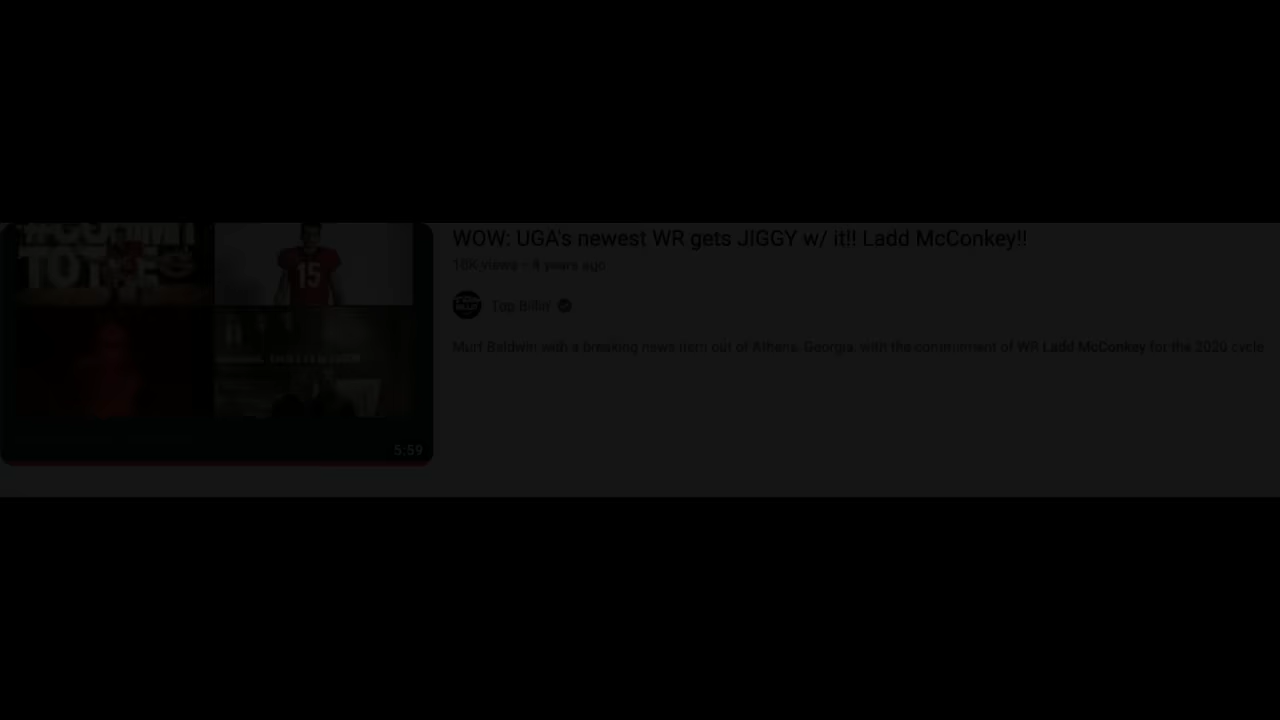 WOW: UGA's newest WR gets JIGGY w/ it!! Ladd McConkey!!
16K views • 4 years ago
Top Billin'
Murf Baldwin with a breaking news item out of Athens, Georgia, with the commitment of WR Ladd McConkey for the 2020 cycle
15
5:59